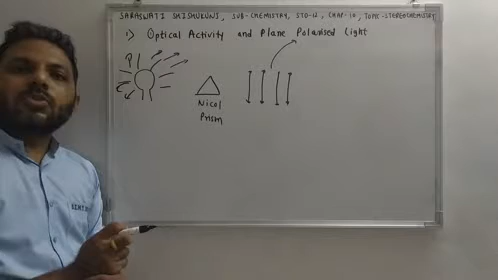 SARASWATI SHISHUKUNJ, SUB-CHEMISTRY, STD-12, CHAP-10, TOPIC-STEREOCHEMISTRY
1) Optical Activity and Plane Polarised Light
Nicol
Prism